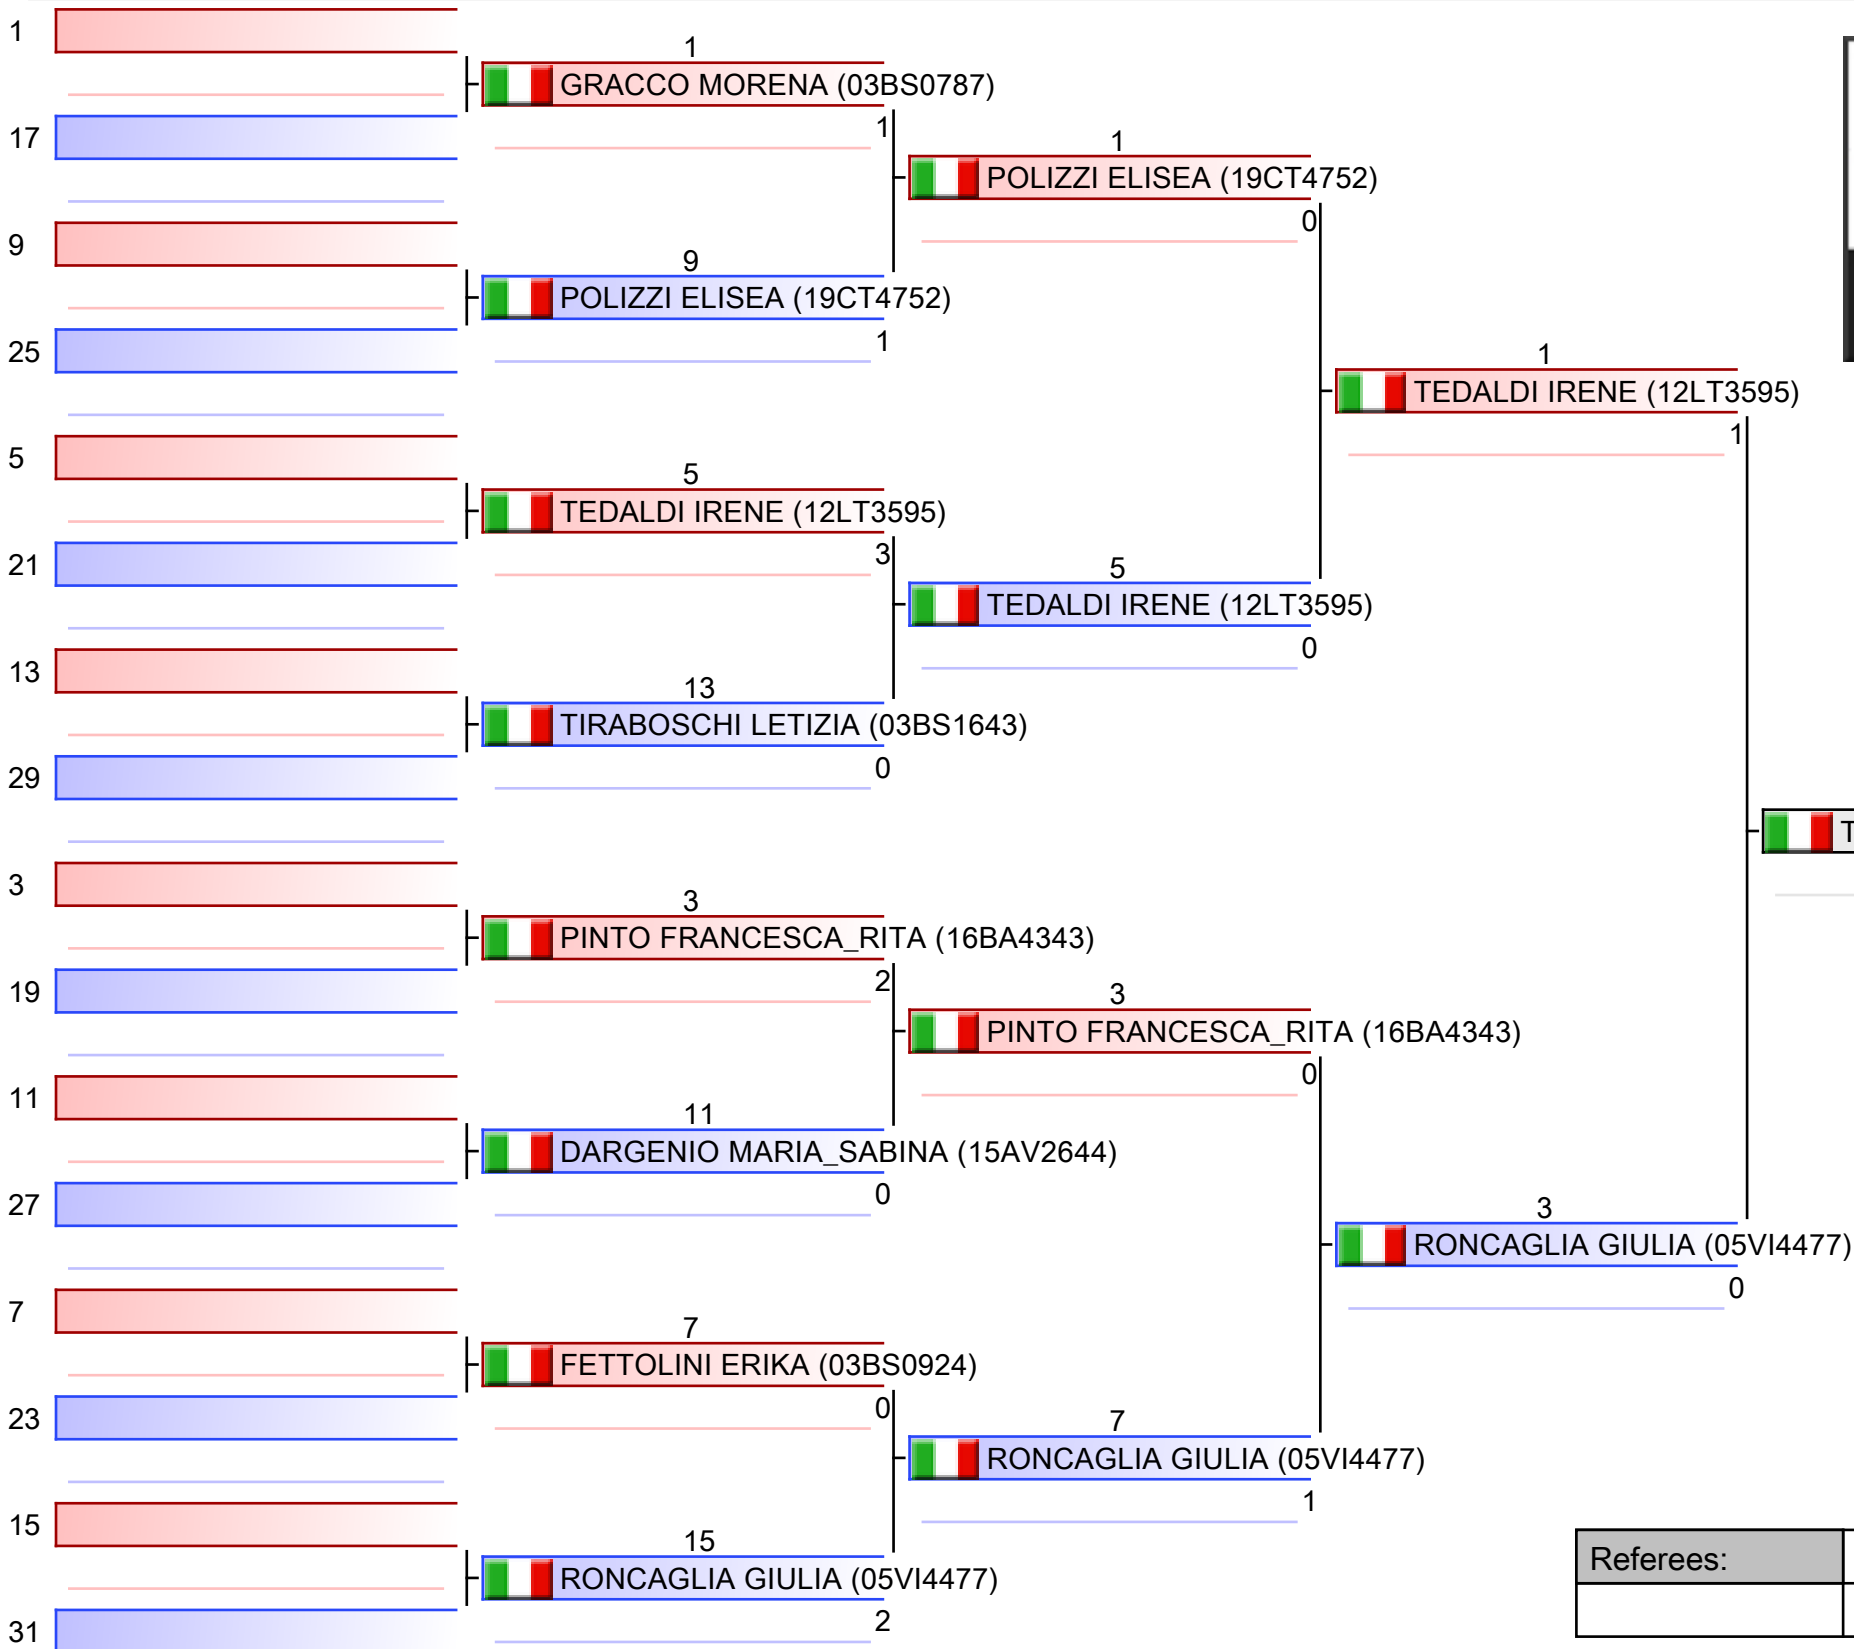 1
17
9
25
5
21
13
29
3
19
11
27
7
23
15
31
1
GRACCO MORENA (03BS0787)
1
9
POLIZZI ELISEA (19CT4752)
1
5
TEDALDI IRENE (12LT3595)
3
13
TIRABOSCHI LETIZIA (03BS1643)
0
3
PINTO FRANCESCA_RITA (16BA4343)
2
11
DARGENIO MARIA_SABINA (15AV2644)
0
7
FETTOLINI ERIKA (03BS0924)
0
15
RONCAGLIA GIULIA (05VI4477)
2
1
POLIZZI ELISEA (19CT4752)
0
5
TEDALDI IRENE (12LT3595)
0
3
PINTO FRANCESCA_RITA (16BA4343)
0
7
RONCAGLIA GIULIA (05VI4477)
1
1
TEDALDI IRENE (12LT3595)
1
3
RONCAGLIA GIULIA (05VI4477)
0
Referees: